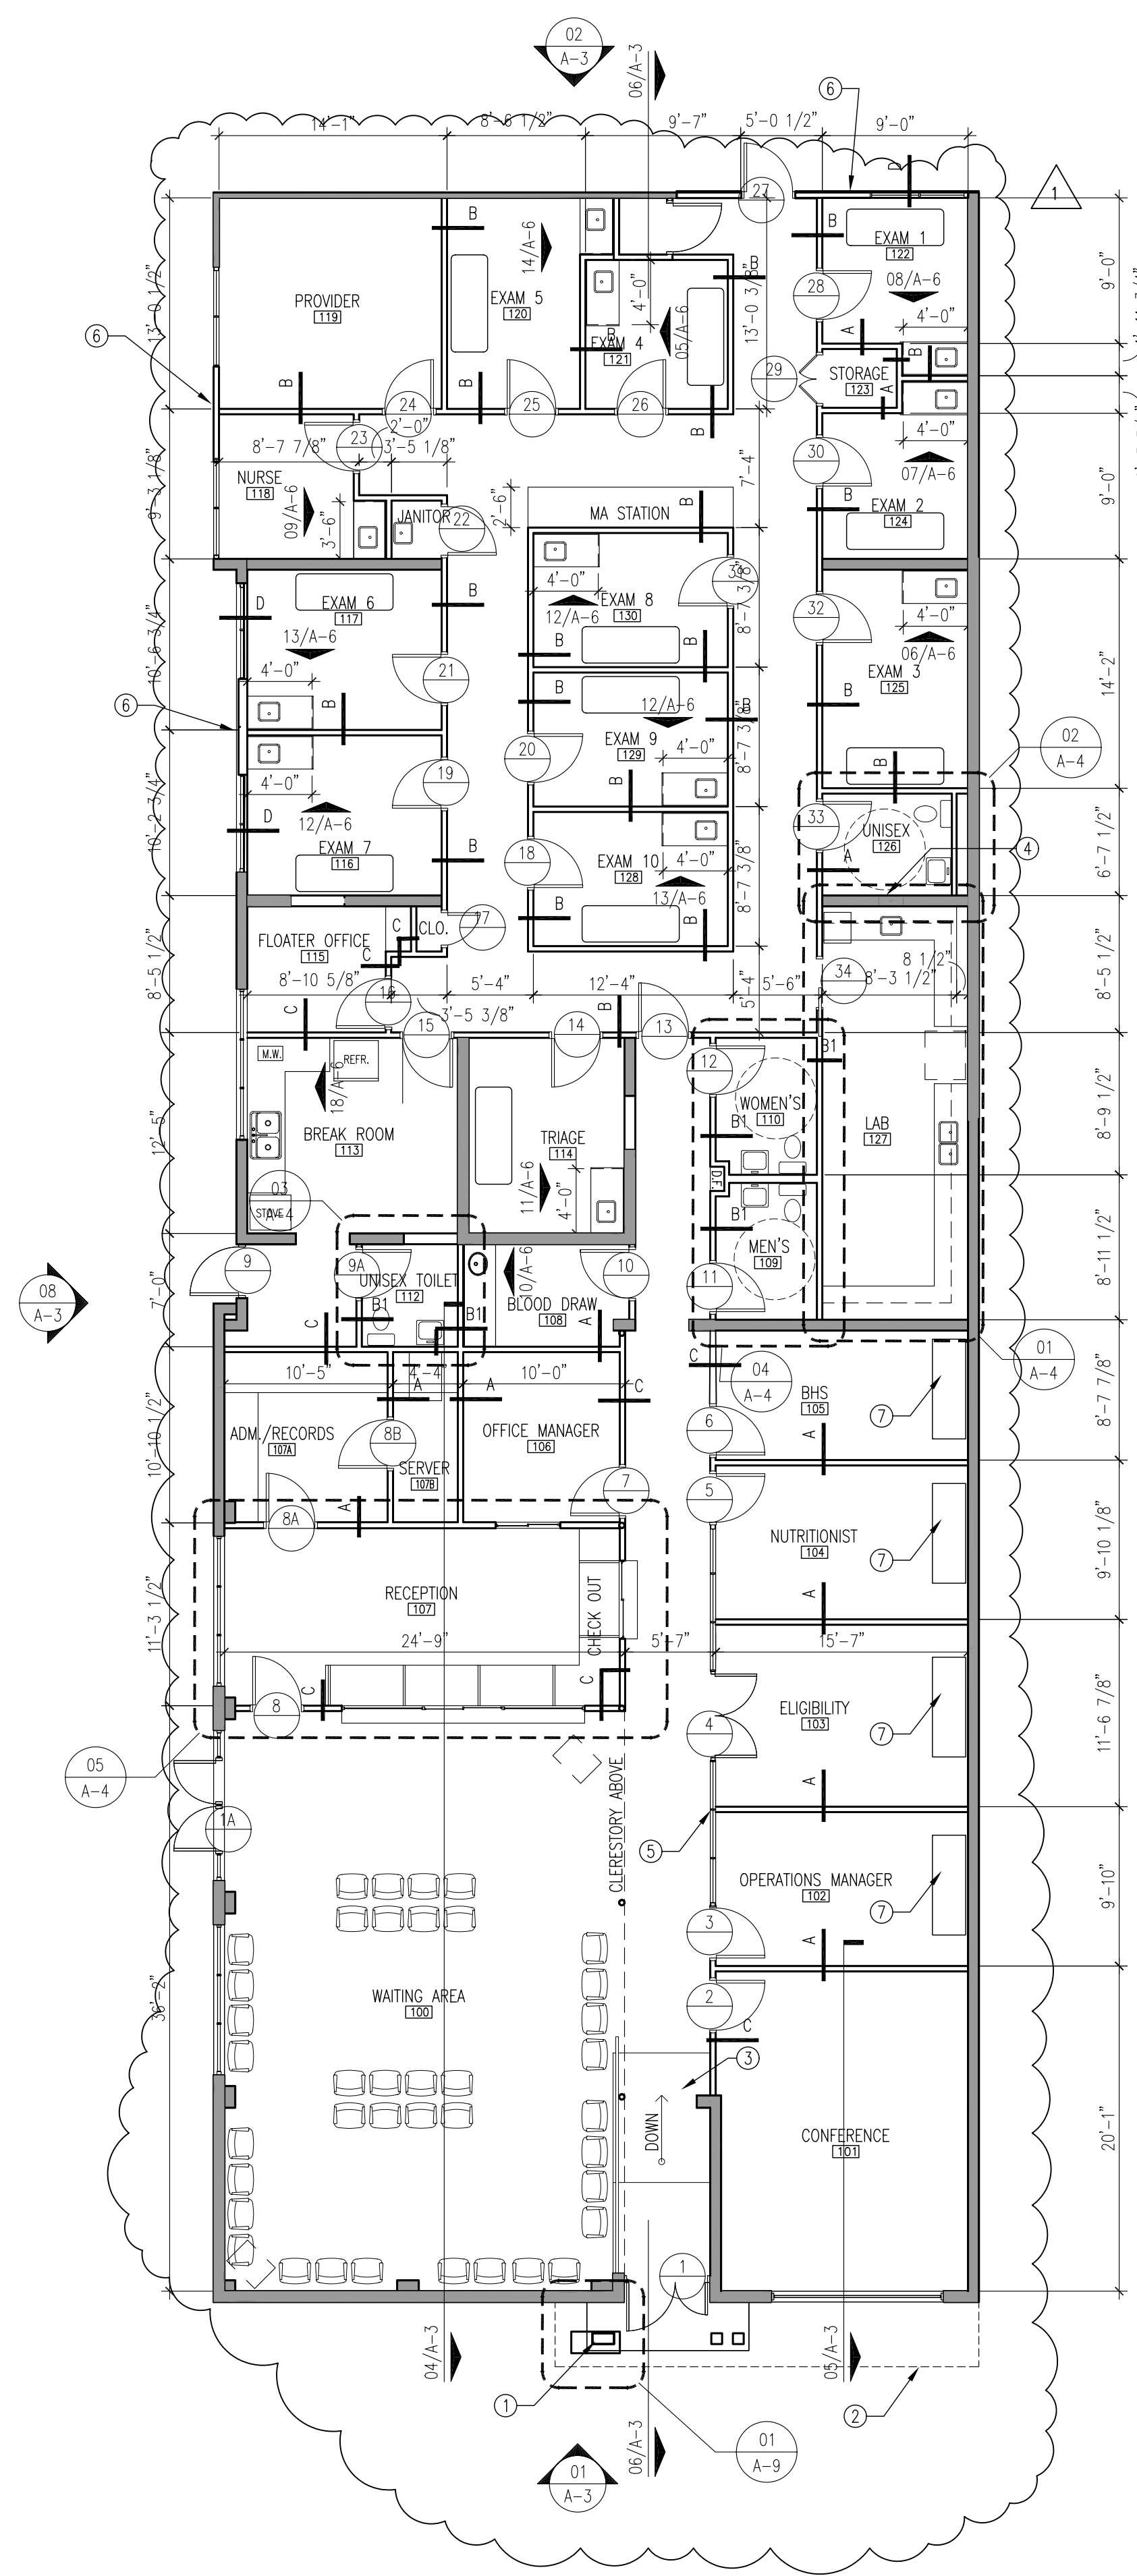 02
A-3
06/A-3
6
14'-1"
8'-6 1/2"
9'-7"
5'-0 1/2"
9'-0"
D
1
27
B
B
14/A-6
EXAM 1
122
08/A-6
9'-0"
B
PROVIDER
119
EXAM 5
120
4'-0"
28
13'-0 1/2"
13'-0 3/8"
05/A-6
4'-0"
6
B
EXAM 4
121
A
B
STORAGE
123
29
A
B
B
24
25
26
B
4'-0"
2'-0"
23
8'-7 7/8"
3'-5 1/8"
30
07/A-6
9'-3 1/8"
NURSE
118
09/A-6
3'-6"
JANITOR
22
2'-6"
MA STATION
B
7'-4"
B
EXAM 2
124
9'-0"
4'-0"
EXAM 8
130
8'-7 3/8"
4'-0"
D
EXAM 6
117
B
12/A-6
32
06/A-6
13/A-6
B
B
EXAM 3
125
14'-2"
10'-6 3/4"
4'-0"
21
B
12/A-6
B
B
B
6
20
EXAM 9
129
4'-0"
8'-7 3/8"
02
A-4
4'-0"
19
B
B
12/A-6
33
UNISEX
126
D
EXAM 7
116
B
18
EXAM 10
128
4'-0"
8'-7 3/8"
A
4
6'-7 1/2"
10'-2 3/4"
13/A-6
B
B
C
CLO.
17
FLOATER OFFICE
115
C
8'-5 1/2"
8 1/2"
8'-10 5/8"
5'-4"
12'-4"
5'-6"
34
8'-3 1/2"
8'-5 1/2"
16
C
3'-5 3/8"
B
5'-4"
15
14
13
M.W.
REFR.
12
B1
18/A-6
WOMEN'S
110
8'-9 1/2"
BREAK ROOM
113
12'-5"
TRIAGE
114
B1
LAB
127
D.F.
03
A-4
STOVE
11/A-6
4'-0"
B1
MEN'S
109
8'-11 1/2"
9
9A
UNISEX TOILET
112
10/A-6
10
BLOOD DRAW
108
11
08
A-3
7'-0"
B1
B1
C
A
C
04
A-4
01
A-4
10'-5"
4'-4"
10'-0"
A
A
C
BHS
105
7
8'-7 7/8"
ADM./RECORDS
107A
8B
OFFICE MANAGER
106
6
A
10'-10 1/2"
SERVER
107B
7
5
8A
A
NUTRITIONIST
104
7
9'-10 1/8"
RECEPTION
107
CHECK OUT
A
11'-3 1/2"
24'-9"
5'-7"
15'-7"
8
C
C
ELIGIBILITY
103
7
11'-6 7/8"
4
05
A-4
CLERESTORY ABOVE
A
1A
5
OPERATIONS MANAGER
102
7
9'-10"
3
A
WAITING AREA
100
36'-2"
2
C
3
DOWN
CONFERENCE
101
20'-1"
1
04/A-3
05/A-3
1
2
06/A-3
01
A-9
01
A-3